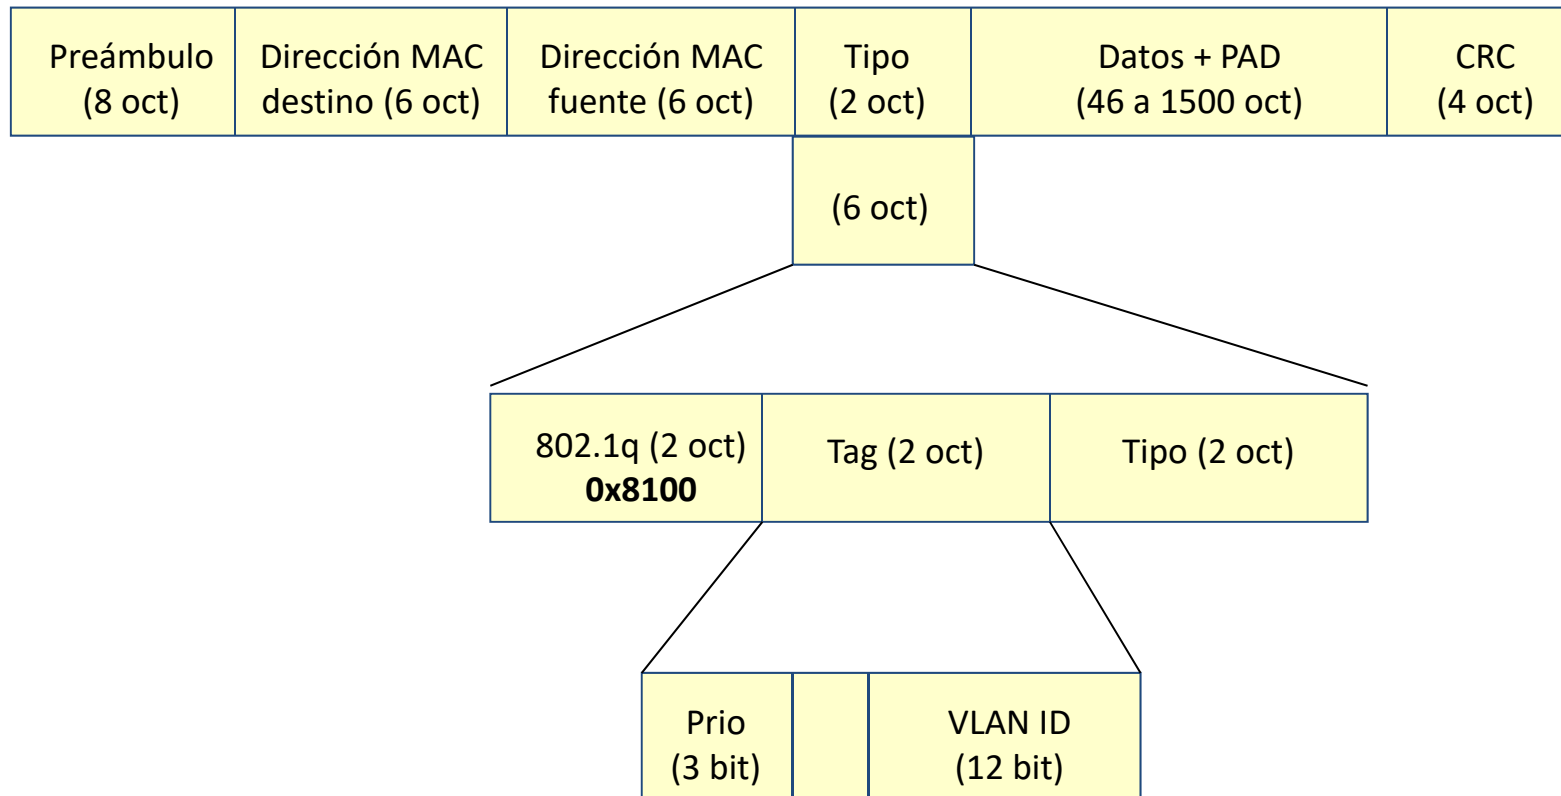 Preámbulo
(8 oct)
Dirección MAC
destino (6 oct)
Dirección MAC
fuente (6 oct)
Tipo
(2 oct)
Datos + PAD
(46 a 1500 oct)
CRC
(4 oct)
(6 oct)
802.1q (2 oct)
0x8100
Tag (2 oct)
Tipo (2 oct)
Prio
(3 bit)
VLAN ID
(12 bit)